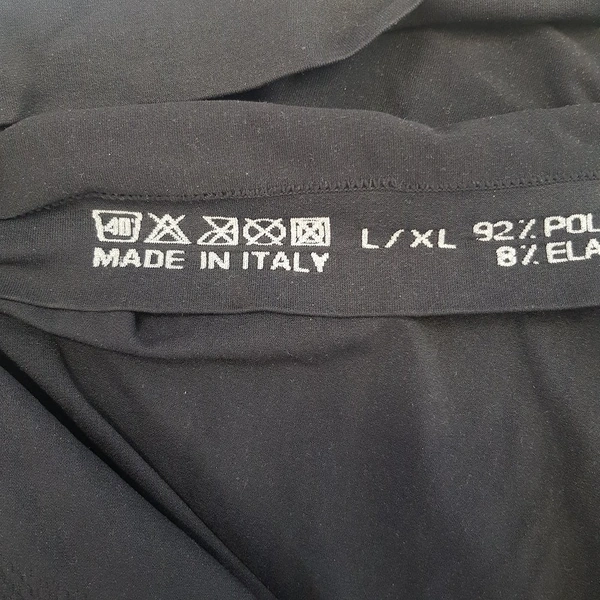 40°
MADE IN ITALY
L/XL
92% POL
8% ELA